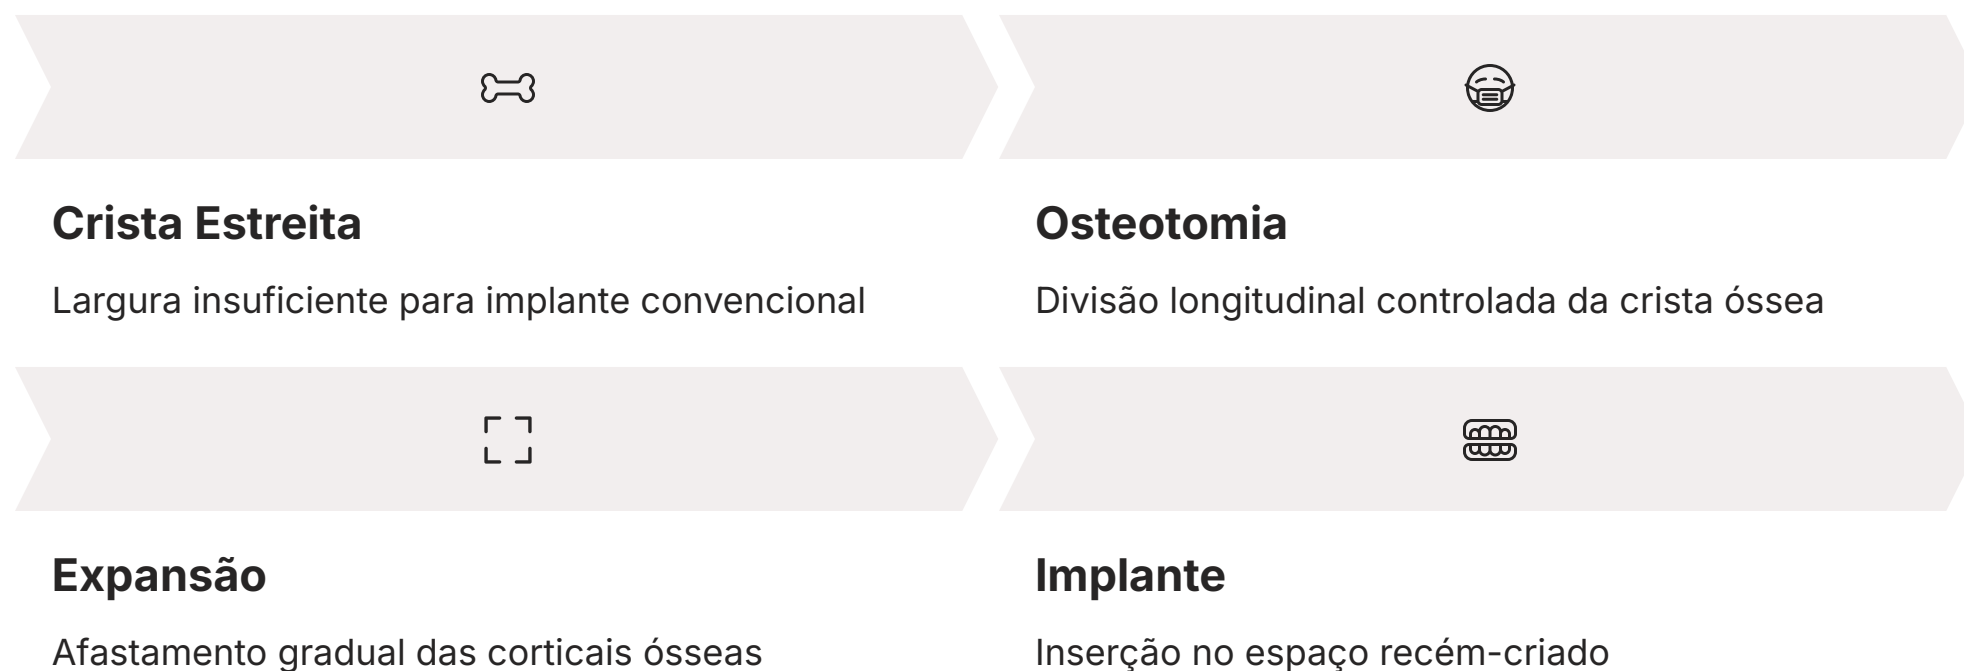 Crista Estreita
Largura insuficiente para implante convencional
Osteotomia
Divisão longitudinal controlada da crista óssea
Expansão
Afastamento gradual das corticais ósseas
Implante
Inserção no espaço recém-criado